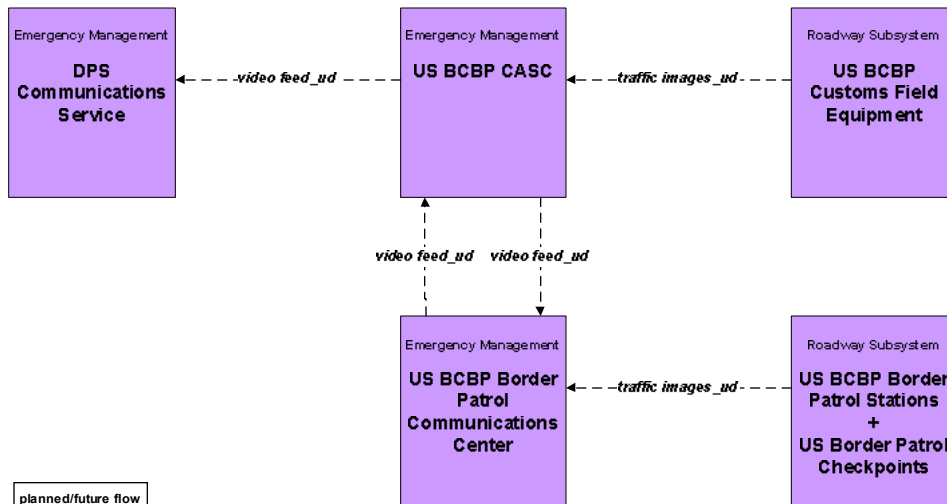 Emergency Management
DPS
Communications
Service
video feed_ud
Emergency Management
US BCBP CASC
traffic images_ud
Roadway Subsystem
US BCBP
Customs Field
Equipment
video feed_ud
video feed_ud
Emergency Management
US BCBP Border
Patrol
Communications
Center
traffic images_ud
Roadway Subsystem
US BCBP Border
Patrol Stations
+
US Border Patrol
Checkpoints
planned/future flow